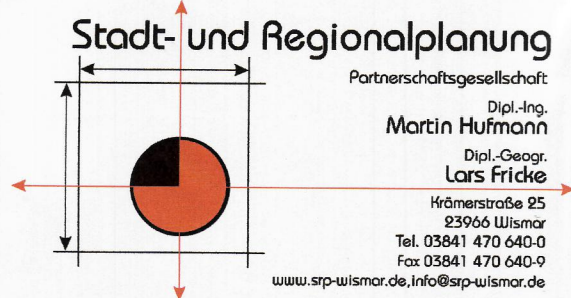 Stadt- und Regionalplanung
Partnerschaftsgesellschaft
Dipl.-Ing.
Martin Hufmann
Dipl.-Geogr.
Lars Fricke
Krämerstraße 25
23966 Wismar
Tel. 03841 470 640-0
Fax 03841 470 640-9
www.srp-wismar.de,info@srp-wismar.de